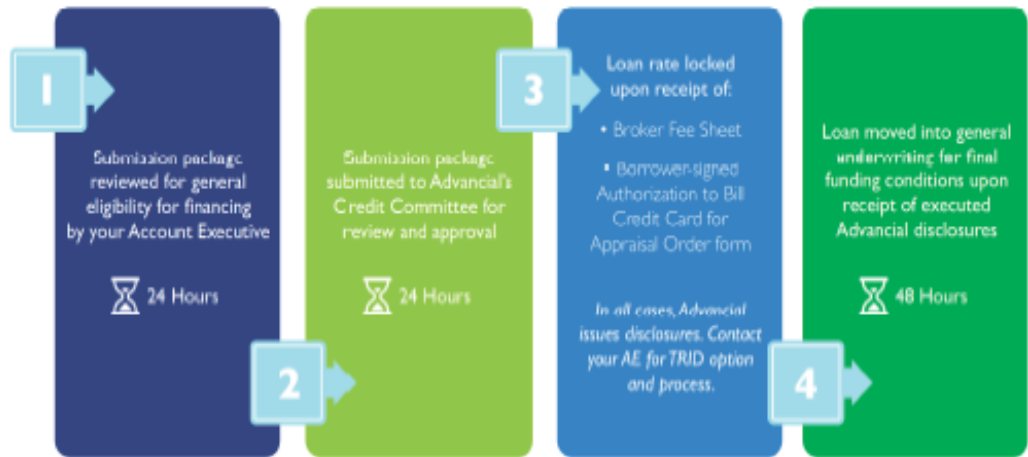 1
Submission package
reviewed for general
eligibility for financing
by your Account Executive
24 Hours
2
Submission package
submitted to Advancial's
Credit Committee for
review and approval
24 Hours
3
Loan rate locked
upon receipt of:
• Broker Fee Sheet
• Borrower-signed
Authorization to Bill
Credit Card for
Appraisal Order form
In all cases, Advancial
issues disclosures. Contact
your AE for TRID option
and process.
4
Loan moved into general
underwriting for final
funding conditions upon
receipt of executed
Advancial disclosures
48 Hours